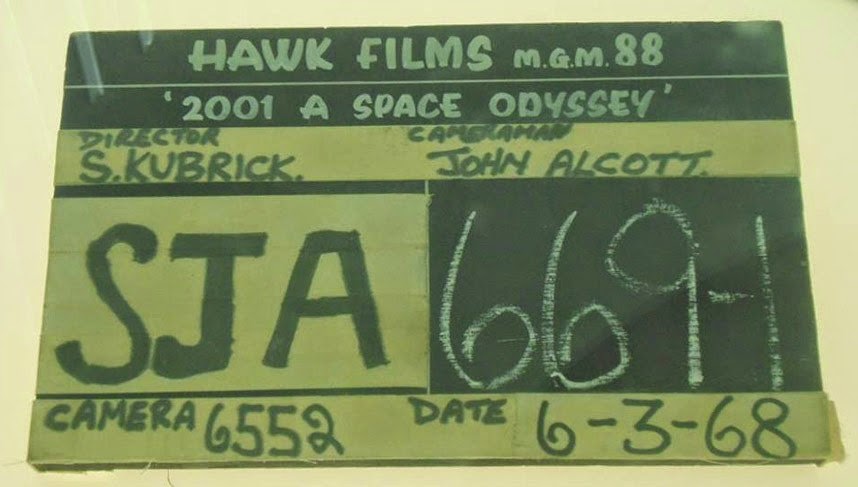 HAWK FILMS M.G.M. 88
'2001 A SPACE ODYSSEY'
DIRECTOR CAMERAMAN
S.KUBRICK. JOHN ALCOTT.
SJA 669-1
CAMERA 6552 DATE 6-3-68